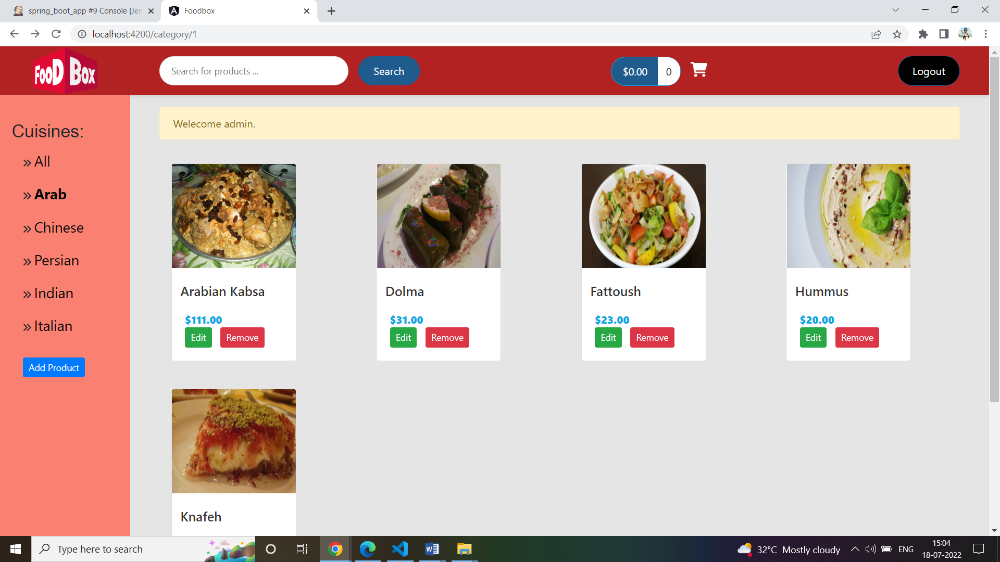 spring_boot_app #9 Console [Jen
Foodbox
localhost:4200/category/1
FooD Box
Search for products ...
Search
$0.00
0
Logout
Cuisines:
» All
» Arab
» Chinese
» Persian
» Indian
» Italian
Add Product
Welecome admin.
Arabian Kabsa
$111.00
Edit
Remove
Dolma
$31.00
Edit
Remove
Fattoush
$23.00
Edit
Remove
Hummus
$20.00
Edit
Remove
Knafeh
Type here to search
32°C Mostly cloudy
ENG
15:04
18-07-2022